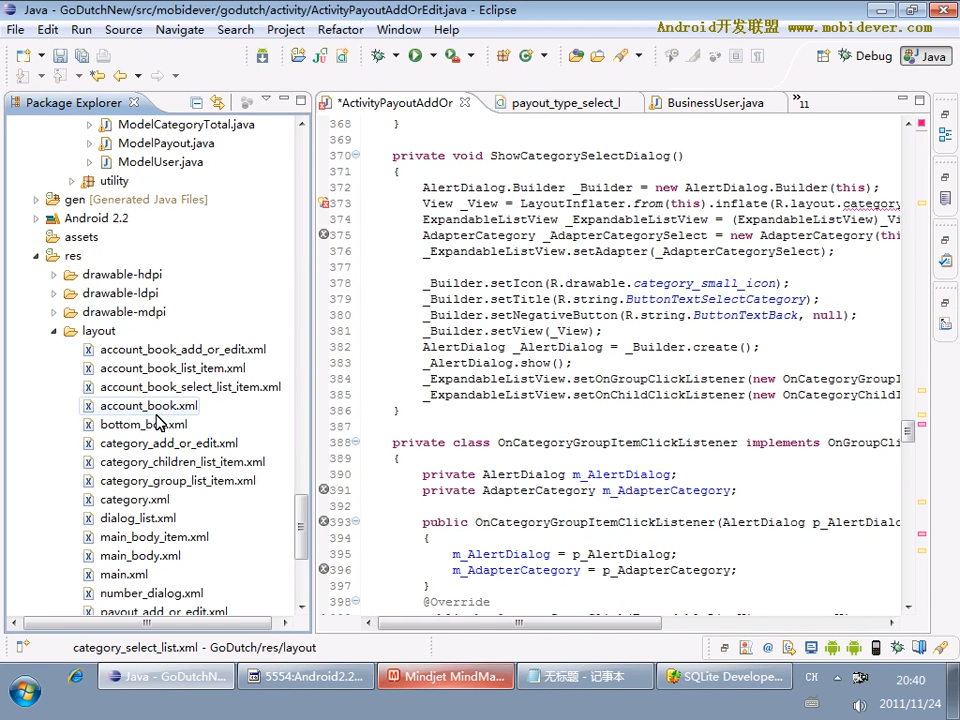 Java - GoDutchNew/src/mobidever/godutch/activity/ActivityPayoutAddOrEdit.java - Eclipse
File Edit Run Source Navigate Search Project Refactor Window Help
Android开发联盟 www.mobidever.com
Debug Java
Package Explorer
*ActivityPayoutAddOr payout_type_select_l BusinessUser.java »11
ModelCategoryTotal.java
ModelPayout.java
ModelUser.java
utility
gen [Generated Java Files]
Android 2.2
assets
res
drawable-hdpi
drawable-ldpi
drawable-mdpi
layout
account_book_add_or_edit.xml
account_book_list_item.xml
account_book_select_list_item.xml
account_book.xml
category_add_or_edit.xml
category_children_list_item.xml
category_group_list_item.xml
category.xml
dialog_list.xml
main_body_item.xml
main_body.xml
main.xml
number_dialog.xml
payout_add_or_edit.xml
368 }
369
370 private void ShowCategorySelectDialog()
371 {
372 AlertDialog.Builder _Builder = new AlertDialog.Builder(this);
373 View _View = LayoutInflater.from(this).inflate(R.layout.category
374 ExpandableListView _ExpandableListView = (ExpandableListView)_Vi
375 AdapterCategory _AdapterCategorySelect = new AdapterCategory(thi
376 _ExpandableListView.setAdapter(_AdapterCategorySelect);
377
378 _Builder.setIcon(R.drawable.category_small_icon);
379 _Builder.setTitle(R.string.ButtonTextSelectCategory);
380 _Builder.setNegativeButton(R.string.ButtonTextBack, null);
381 _Builder.setView(_View);
382 AlertDialog _AlertDialog = _Builder.create();
383 _AlertDialog.show();
384 _ExpandableListView.setOnGroupClickListener(new OnCategoryGroupI
385 _ExpandableListView.setOnChildClickListener(new OnCategoryChildI
386 }
387
388 private class OnCategoryGroupItemClickListener implements OnGroupCli
389 {
390 private AlertDialog m_AlertDialog;
391 private AdapterCategory m_AdapterCategory;
392
393 public OnCategoryGroupItemClickListener(AlertDialog p_AlertDialo
394 {
395 m_AlertDialog = p_AlertDialog;
396 m_AdapterCategory = p_AdapterCategory;
397 }
398 @Override
category_select_list.xml - GoDutch/res/layout
Java - GoDutchN... 5554:Android2.2... Mindjet MindMa... 无标题 - 记事本 SQLite Develope... CH 20:40
2011/11/24